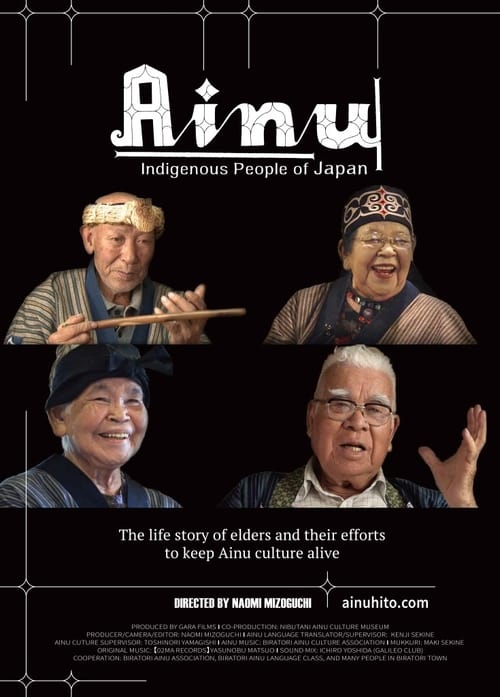 Ainu
Indigenous People of Japan
The life story of elders and their efforts
to keep Ainu culture alive
DIRECTED BY NAOMI MIZOGUCHI
ainuhito.com
PRODUCED BY GARA FILMS I CO-PRODUCTION: NIBUTANI AINU CULTURE MUSEUM
PRODUCER/CAMERA/EDITOR: NAOMI MIZOGUCHI I AINU LANGUAGE TRANSLATOR/SUPERVISOR: KENJI SEKINE
AINU CUTURE SUPERVISOR: TOSHINORI YAMAGISHI I AINU MUSIC: BIRATORI AINU ASSOCIATION I MUKKURI: MAKI SEKINE
ORIGINAL MUSIC:【02MA RECORDS】YASUNOBU MATSUO I SOUND MIX: ICHIRO YOSHIDA (GALILEO CLUB)
COOPERATION: BIRATORI AINU ASSOCIATION, BIRATORI AINU LANGUAGE CLASS, AND MANY PEOPLE IN BIRATORI TOWN